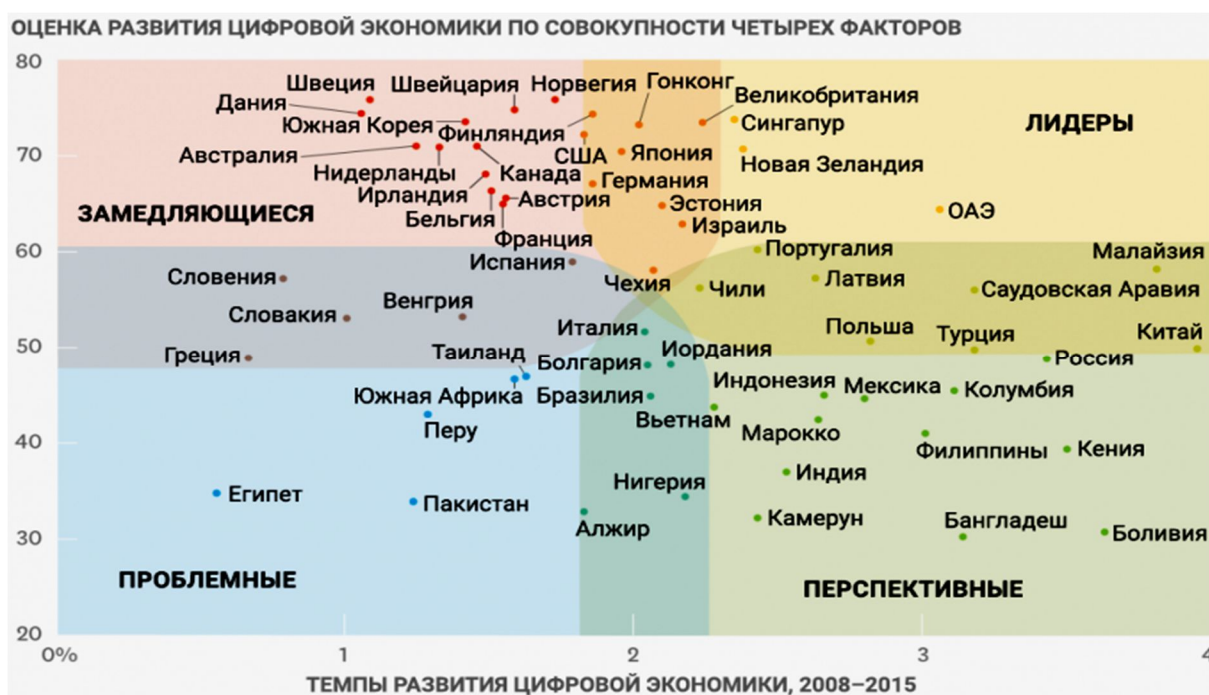 ОЦЕНКА РАЗВИТИЯ ЦИФРОВОЙ ЭКОНОМИКИ ПО СОВОКУПНОСТИ ЧЕТЫРЕХ ФАКТОРОВ
80
Швеция
Швейцария
Норвегия
Гонконг
Дания
Великобритания
Южная Корея
Финляндия
Сингапур
ЛИДЕРЫ
Австралия
США
Япония
70
Нидерланды
Канада
Новая Зеландия
Ирландия
Германия
ЗАМЕДЛЯЮЩИЕСЯ
Бельгия
Австрия
Эстония
ОАЭ
Франция
Израиль
60
Испания
Португалия
Малайзия
Словения
Чехия
Чили
Латвия
Саудовская Аравия
Венгрия
Словакия
Италия
Польша
Турция
Китай
50
Греция
Таиланд
Болгария
Иордания
Россия
Южная Африка
Бразилия
Индонезия
Мексика
Колумбия
Перу
Вьетнам
Марокко
40
Филиппины
Кения
Индия
Египет
Пакистан
Нигерия
Алжир
Камерун
Бангладеш
Боливия
30
ПРОБЛЕМНЫЕ
ПЕРСПЕКТИВНЫЕ
20
0%
1
2
3
4
ТЕМПЫ РАЗВИТИЯ ЦИФРОВОЙ ЭКОНОМИКИ, 2008–2015